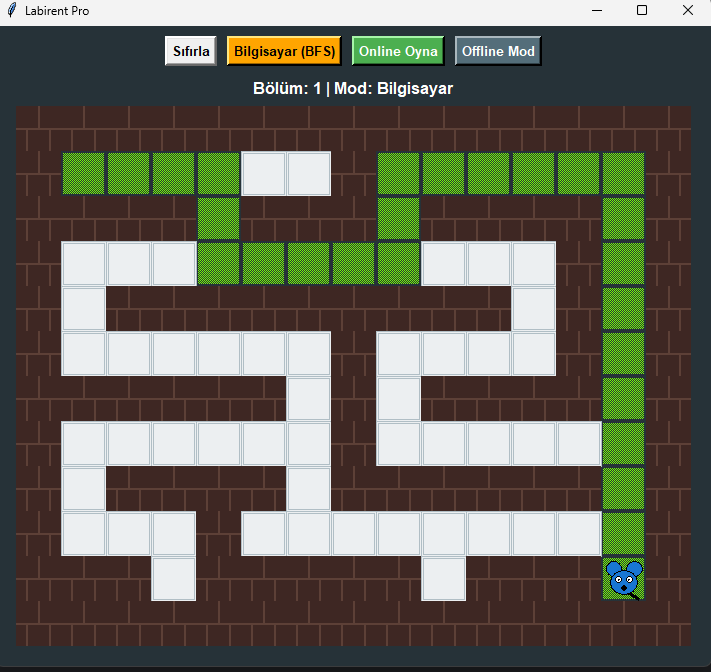 Labirent Pro
Sıfırla Bilgisayar (BFS) Online Oyna Offline Mod
Bölüm: 1 | Mod: Bilgisayar